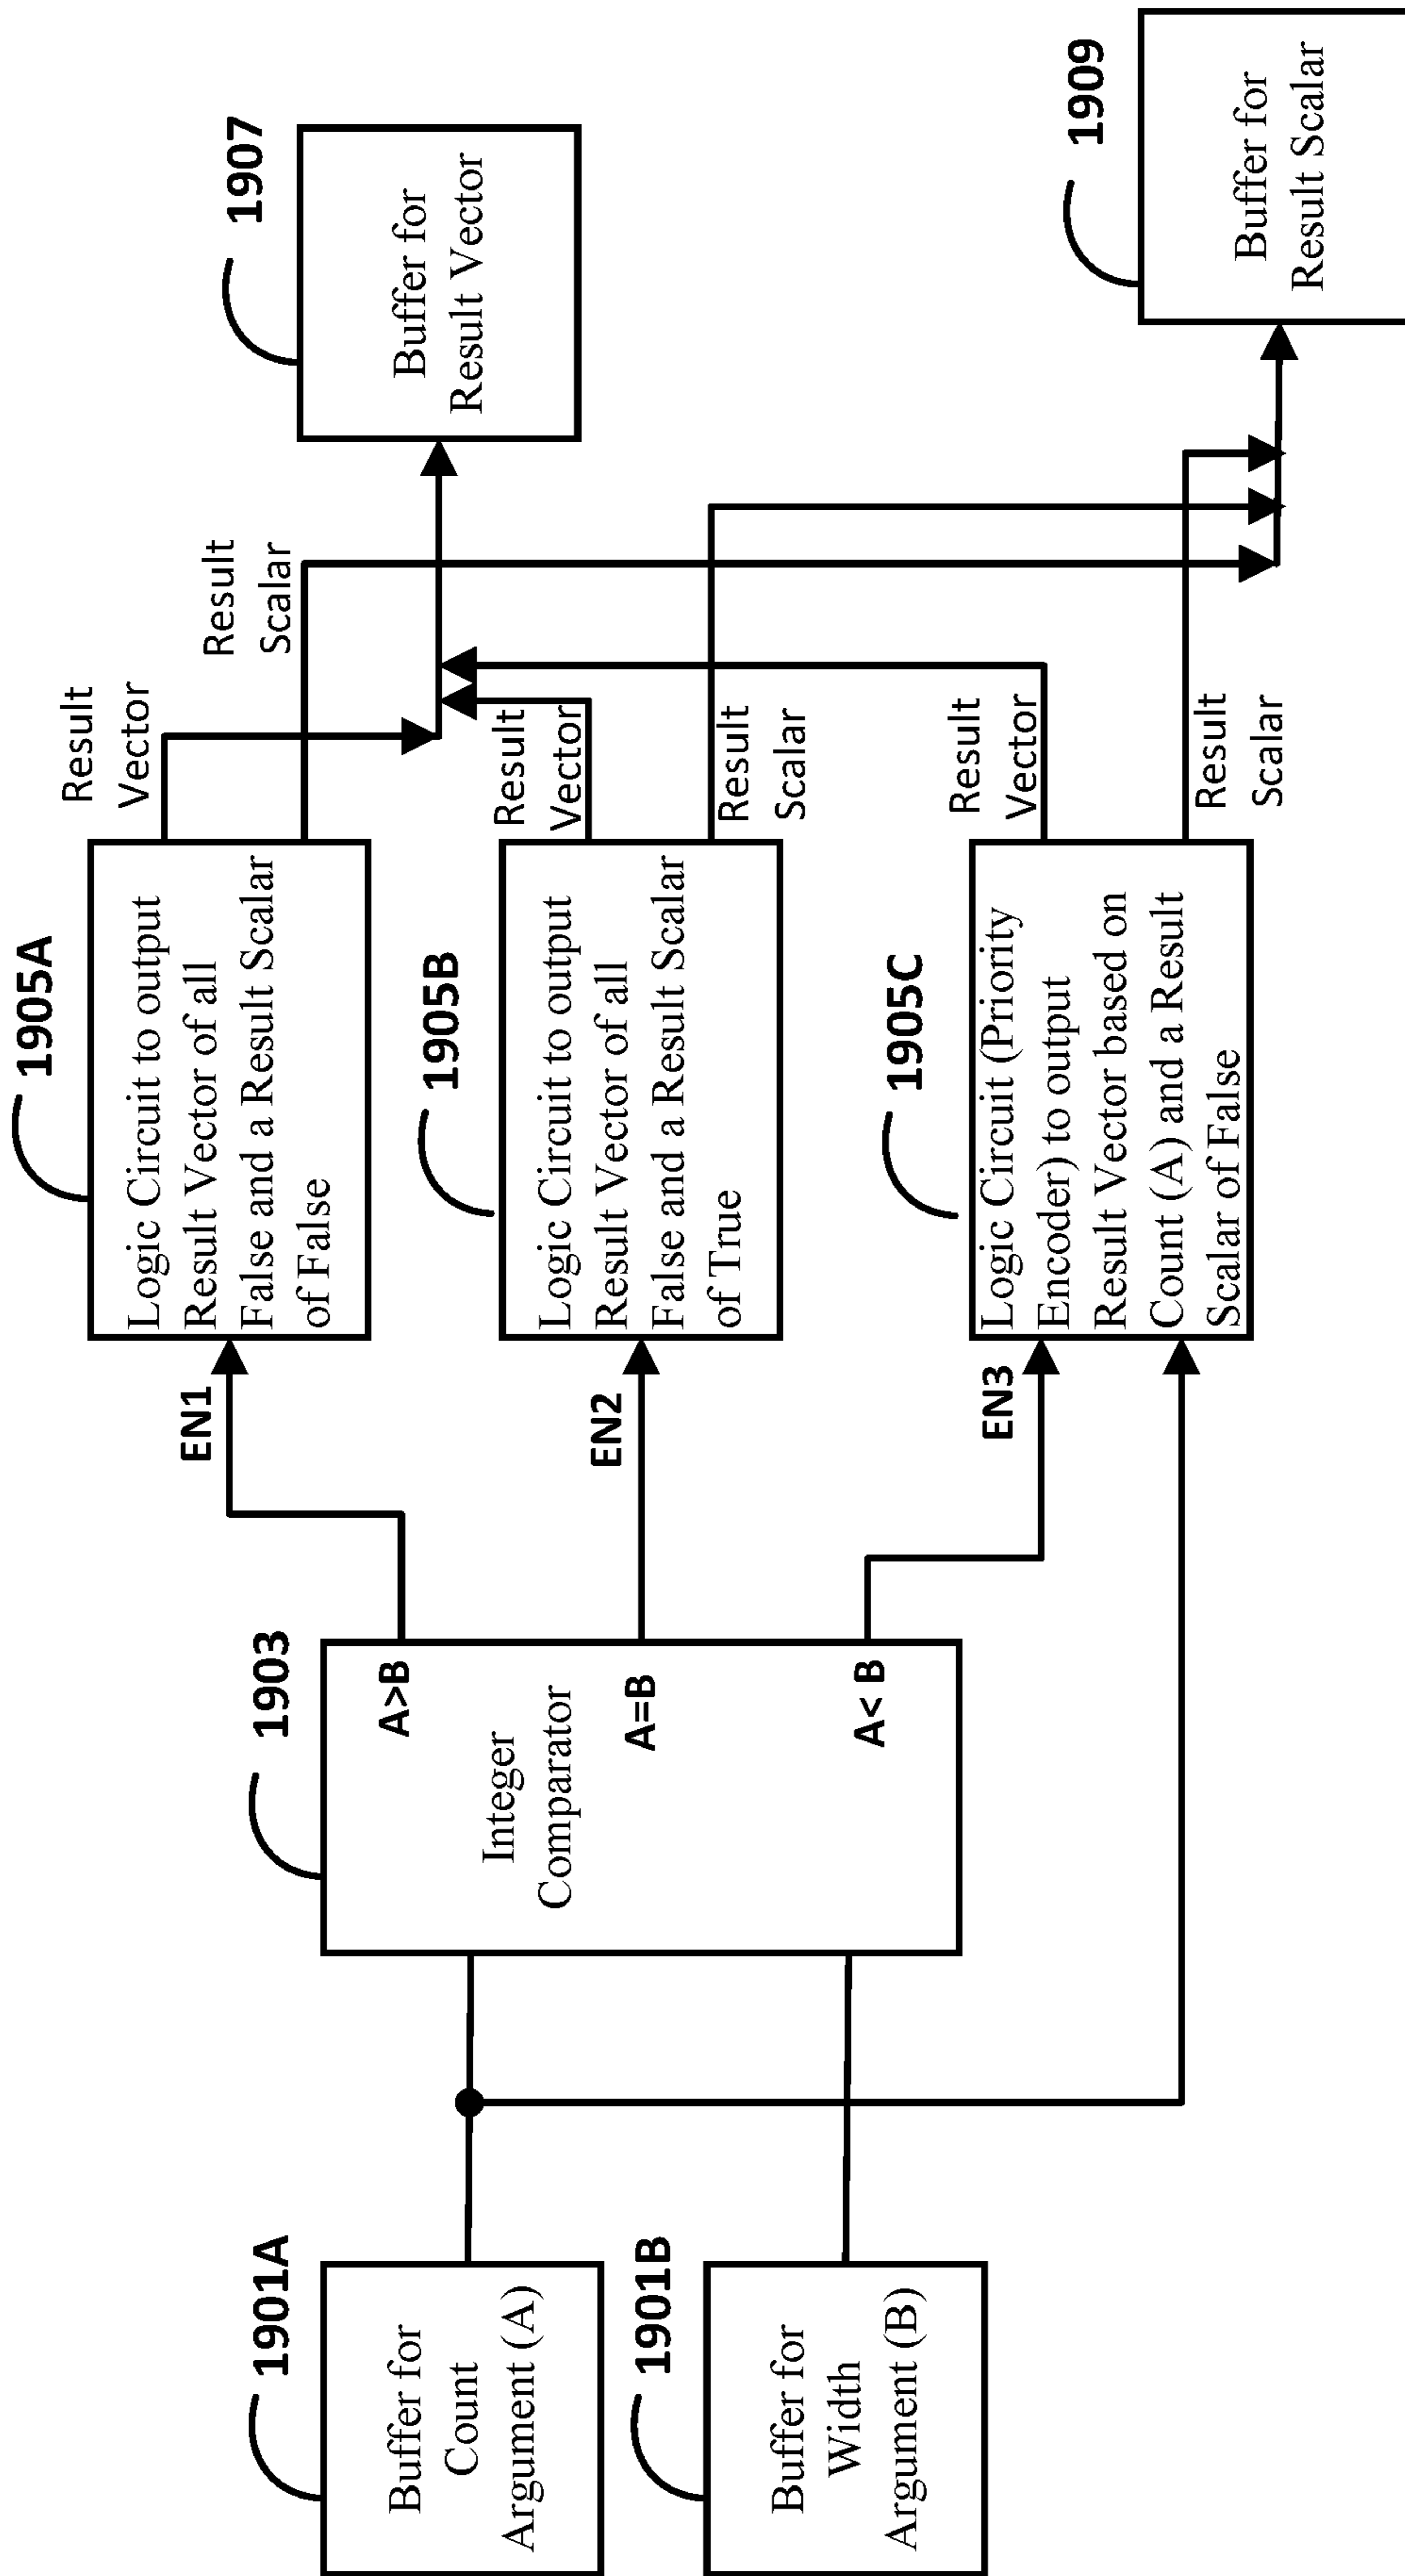 1901A
Buffer for
Count
Argument (A)
1901B
Buffer for
Width
Argument (B)
1903
Integer
Comparator
A>B
A=B
A< B
EN1
EN2
EN3
1905A
Logic Circuit to output
Result Vector of all
False and a Result Scalar
of False
1905B
Logic Circuit to output
Result Vector of all
False and a Result Scalar
of True
1905C
Logic Circuit (Priority
Encoder) to output
Result Vector based on
Count (A) and a Result
Scalar of False
Result
Vector
Result
Scalar
Result
Vector
Result
Scalar
Result
Vector
Result
Scalar
1907
Buffer for
Result Vector
1909
Buffer for
Result Scalar